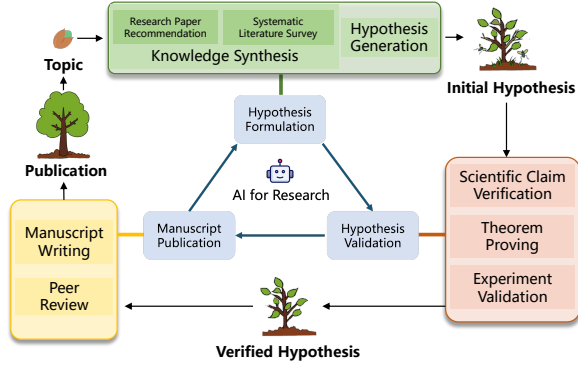 Research Paper
Recommendation
Systematic
Literature Survey
Knowledge Synthesis
Hypothesis
Generation
Topic
Initial Hypothesis
Hypothesis
Formulation
AI for Research
Manuscript
Publication
Hypothesis
Validation
Publication
Manuscript
Writing
Peer
Review
Scientific Claim
Verification
Theorem
Proving
Experiment
Validation
Verified Hypothesis